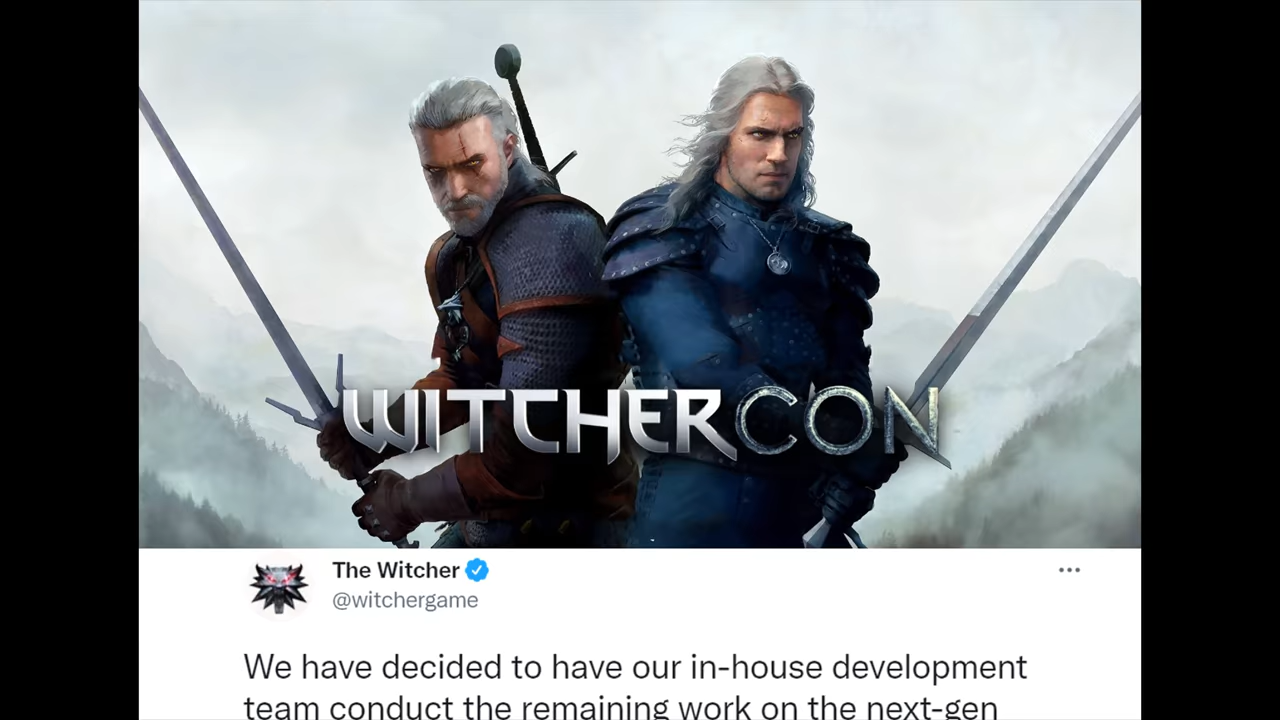 WITCHERCON
The Witcher
@witchergame
We have decided to have our in-house development
team conduct the remaining work on the next-gen